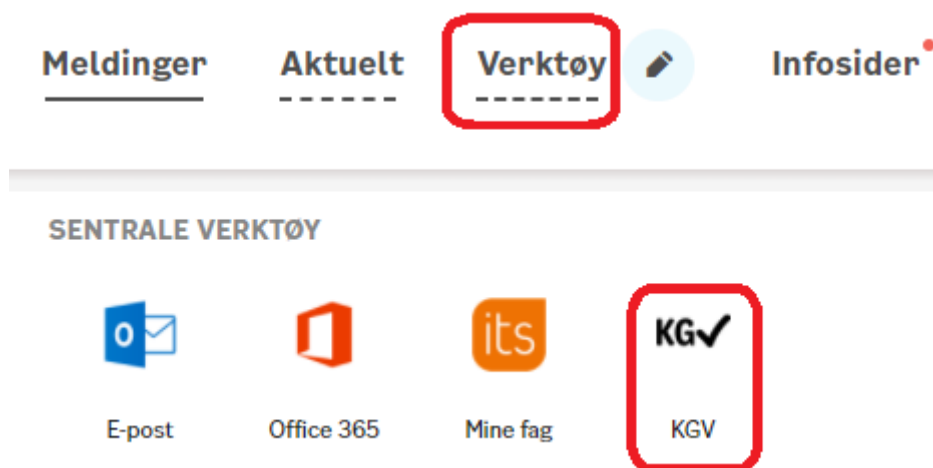 Meldinger Aktuelt Verktøy Infosider
SENTRALE VERKTØY
o its KG✓
E-post Office 365 Mine fag KGV